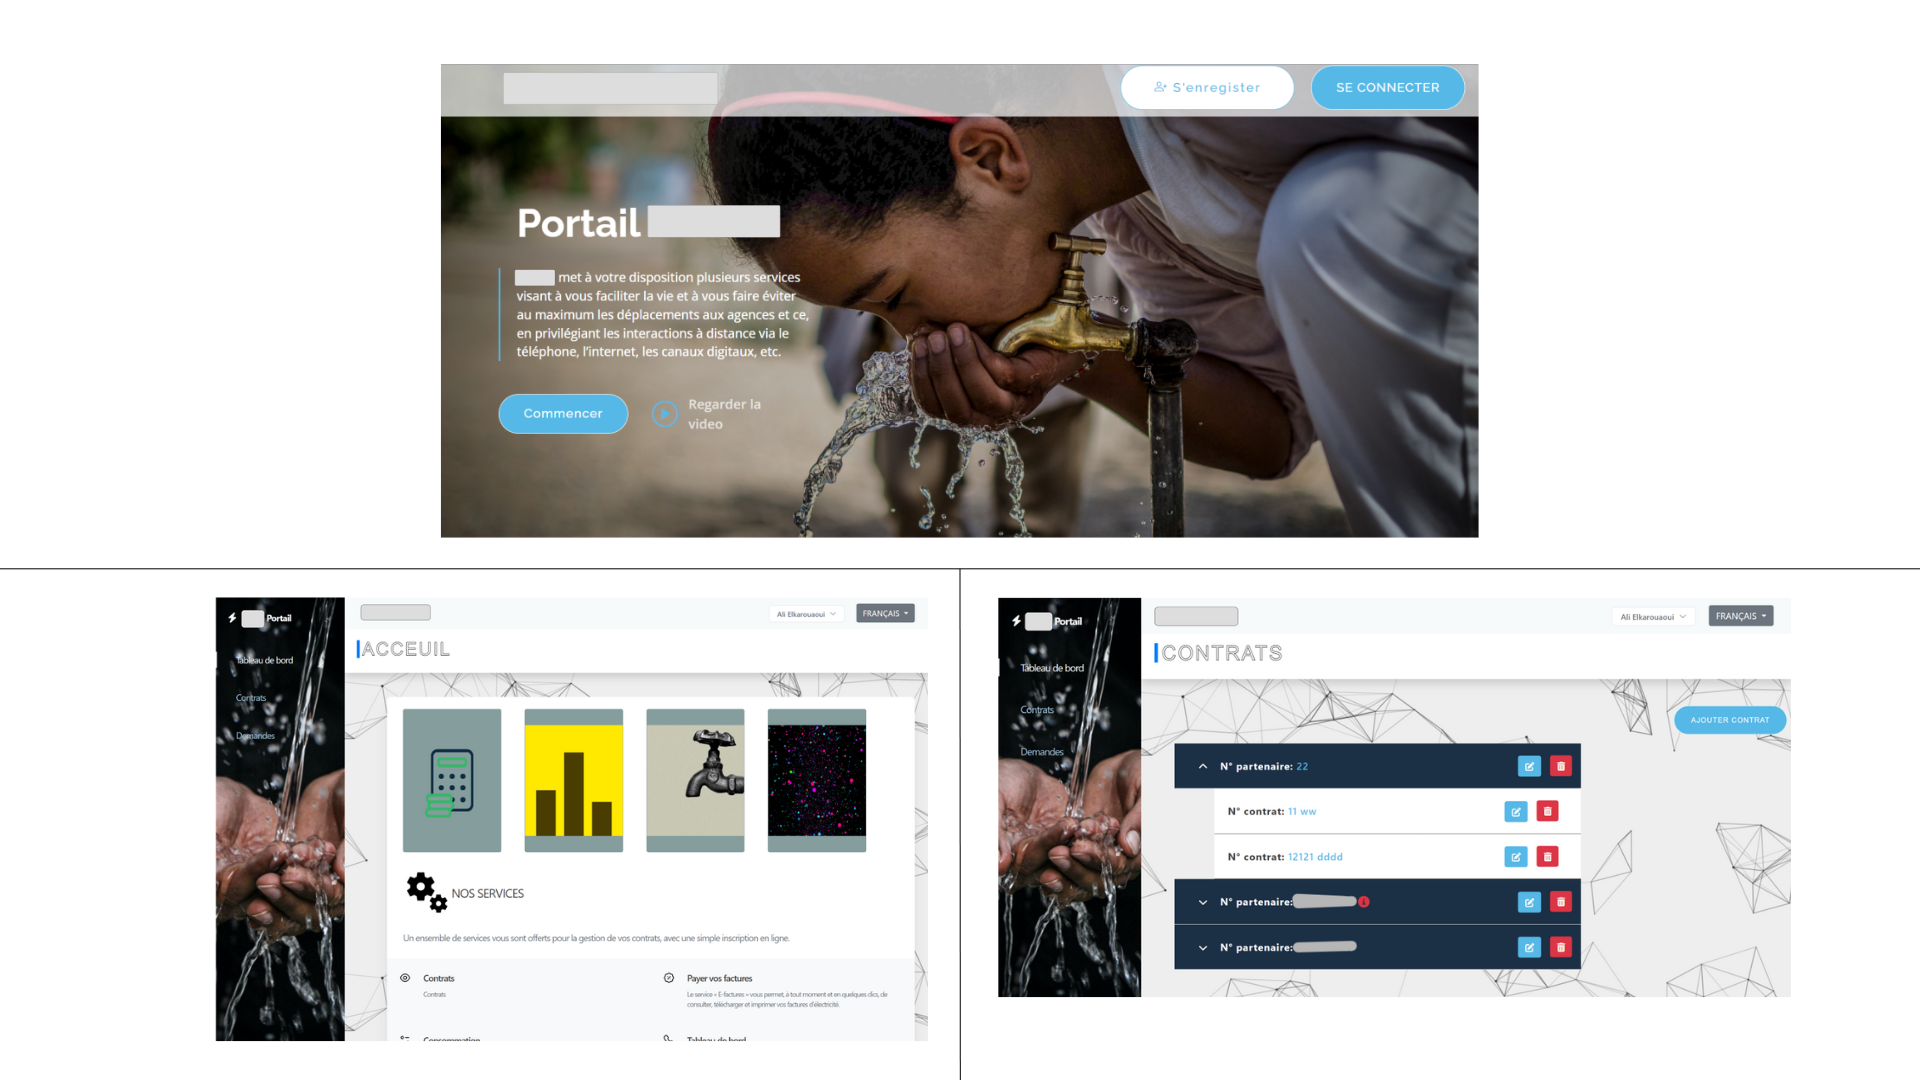 S'enregister
SE CONNECTER
Portail
met à votre disposition plusieurs services
visant à vous faciliter la vie et à vous faire éviter
au maximum les déplacements aux agences et ce,
en privilégiant les interactions à distance via le
téléphone, l'internet, les canaux digitaux, etc.
Commencer
Regarder la
video
Portail
Ali Elkarouaoui
FRANÇAIS
ACCEUIL
Tableau de bord
Contrats
Demandes
NOS SERVICES
Un ensemble de services vous sont offerts pour la gestion de vos contrats, avec une simple inscription en ligne.
Contrats
Contrats
Payer vos factures
Le service « E-factures » vous permet, à tout moment et en quelques clics, de
consulter, télécharger et imprimer vos factures d'électricité.
Consommation
Tableau de bord
Portail
Ali Elkarouaoui
FRANÇAIS
CONTRATS
Tableau de bord
Contrats
Demandes
AJOUTER CONTRAT
N° partenaire: 22
N° contrat: 11 ww
N° contrat: 12121 dddd
N° partenaire:
N° partenaire: